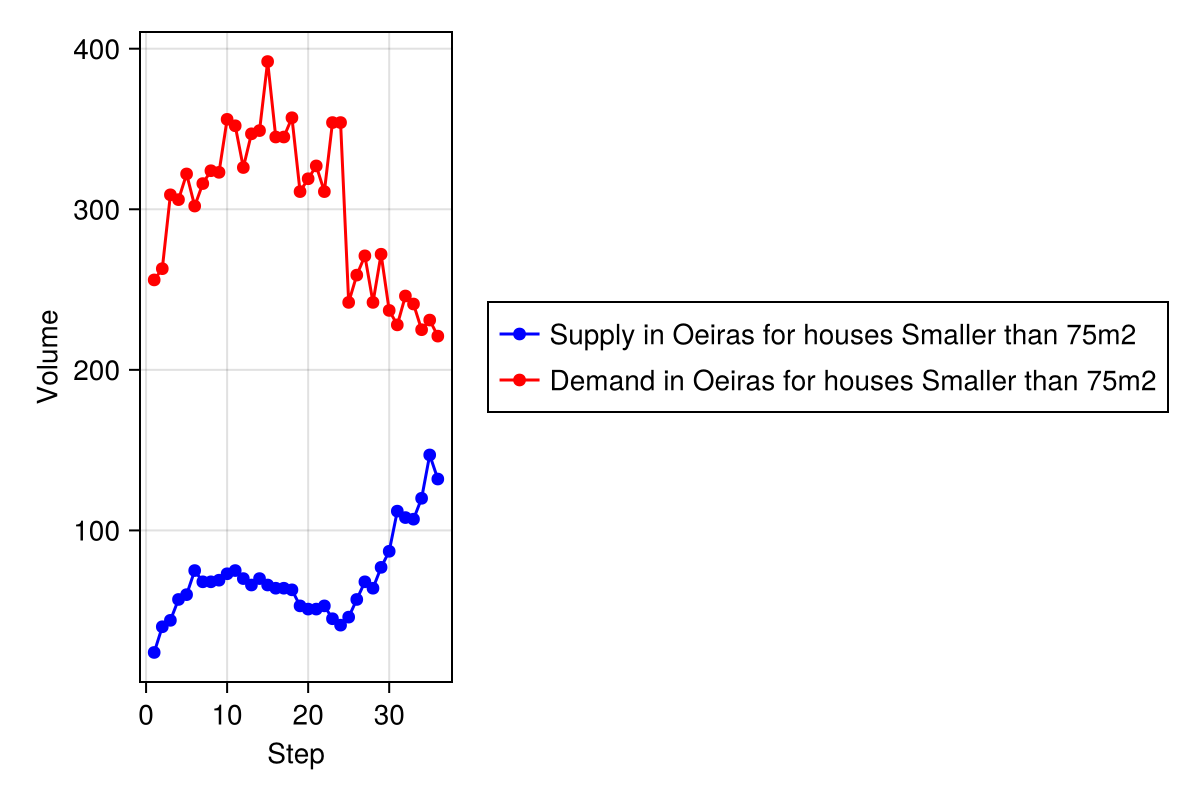 400
300
200
100
Volume
0 10 20 30
Step
Supply in Oeiras for houses Smaller than 75m2
Demand in Oeiras for houses Smaller than 75m2